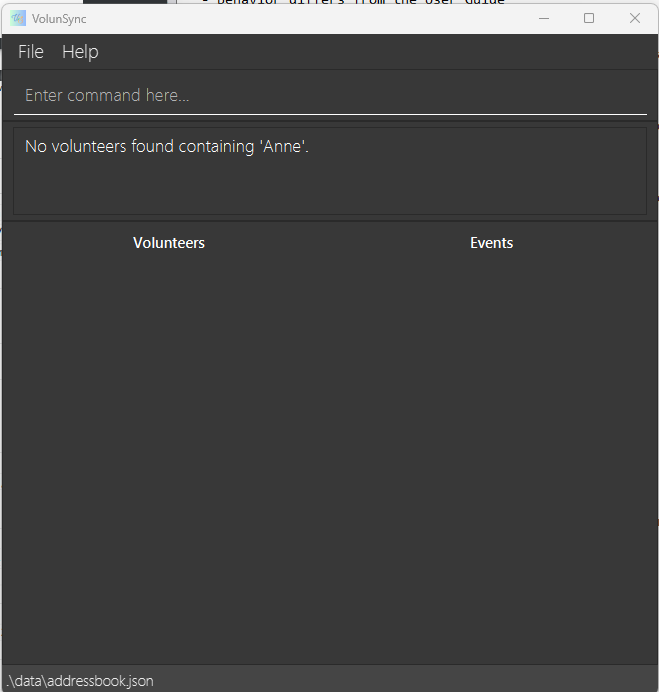 - behavior differs from the User Guide
VolunSync
File Help
Enter command here...
No volunteers found containing 'Anne'.
Volunteers Events
.\data\addressbook.json